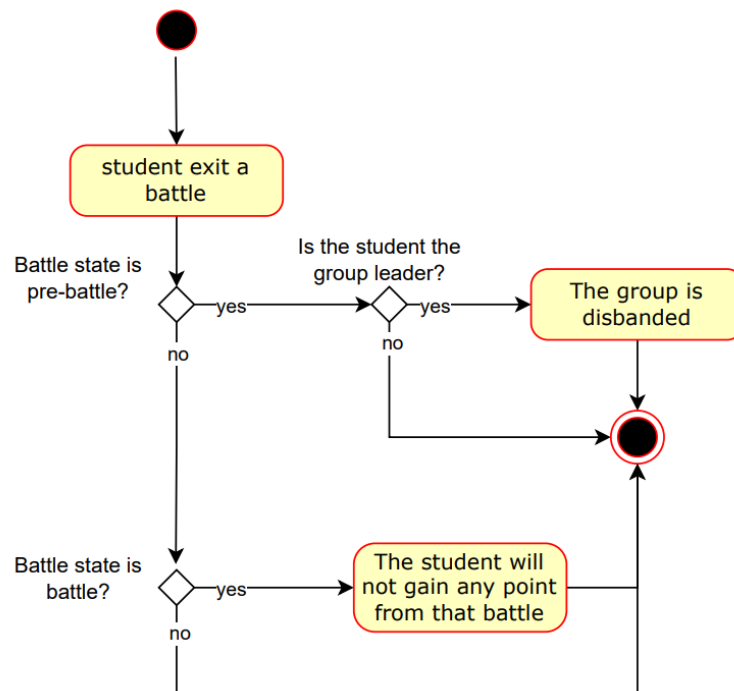 student exit a
battle
Battle state is
pre-battle?
Is the student the
group leader?
yes
yes
The group is
disbanded
no
no
Battle state is
battle?
yes
The student will
not gain any point
from that battle
no